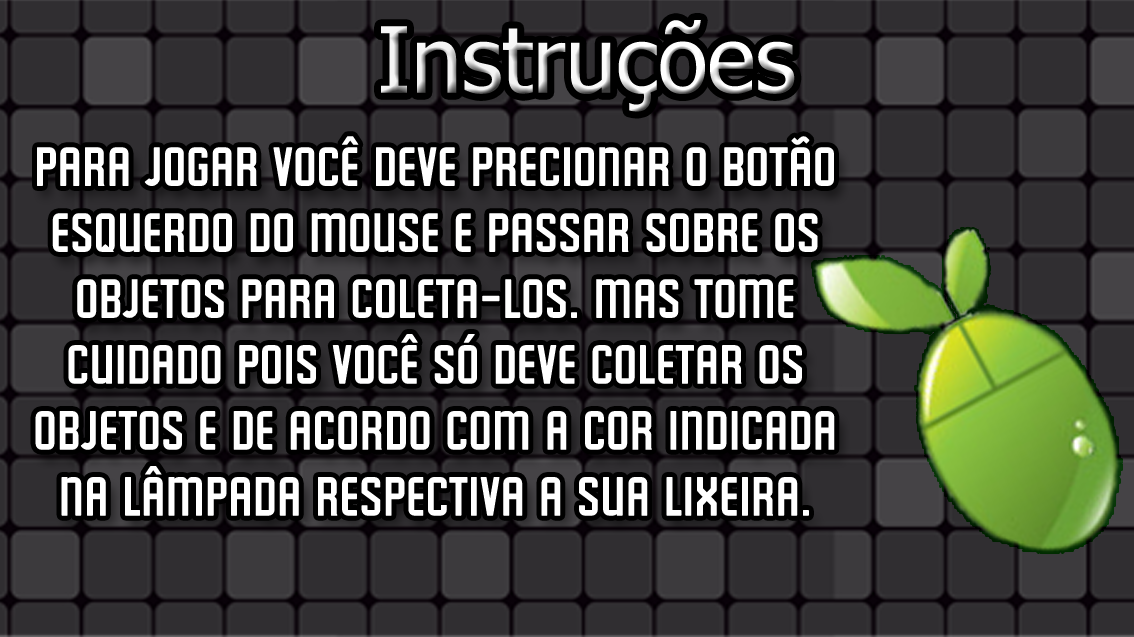 Instruções
PARA JOGAR VOCÊ DEVE PRECIONAR O BOTÃO
ESQUERDO DO MOUSE E PASSAR SOBRE OS
OBJETOS PARA COLETA-LOS. MAS TOME
CUIDADO POIS VOCÊ SÓ DEVE COLETAR OS
OBJETOS E DE ACORDO COM A COR INDICADA
NA LÂMPADA RESPECTIVA A SUA LIXEIRA.